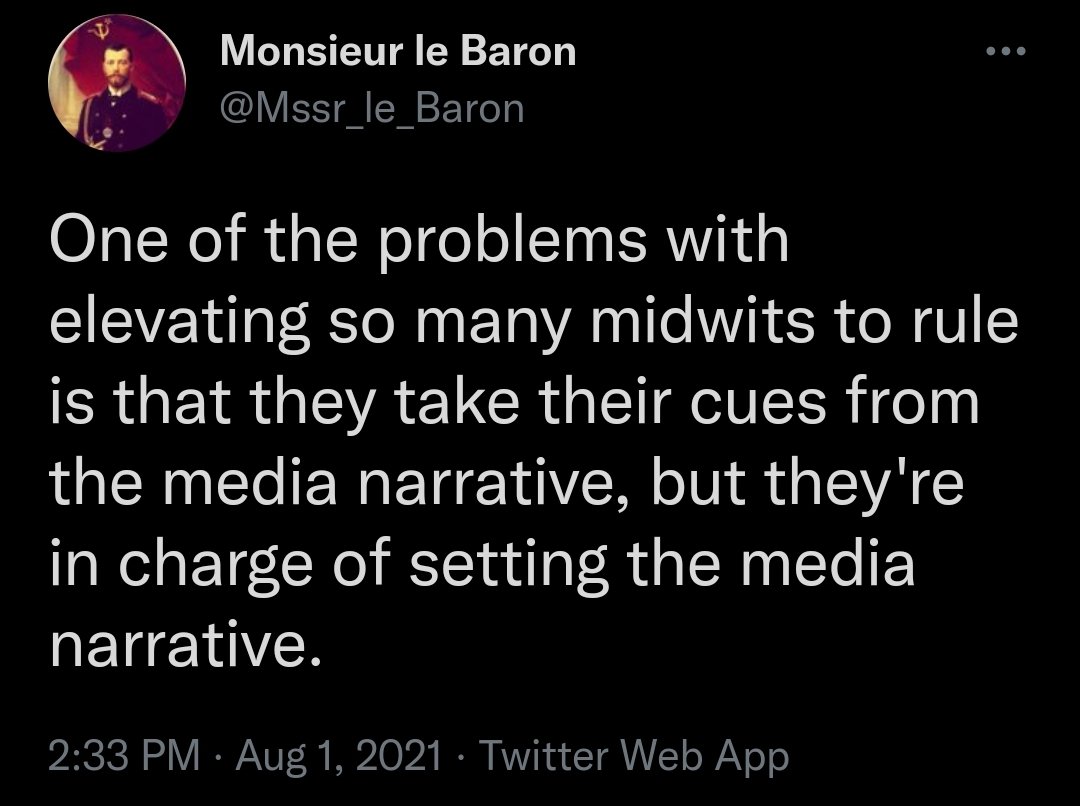 Monsieur le Baron
@Mssr_le_Baron
One of the problems with
elevating so many midwits to rule
is that they take their cues from
the media narrative, but they're
in charge of setting the media
narrative.
2:33 PM · Aug 1, 2021 · Twitter Web App